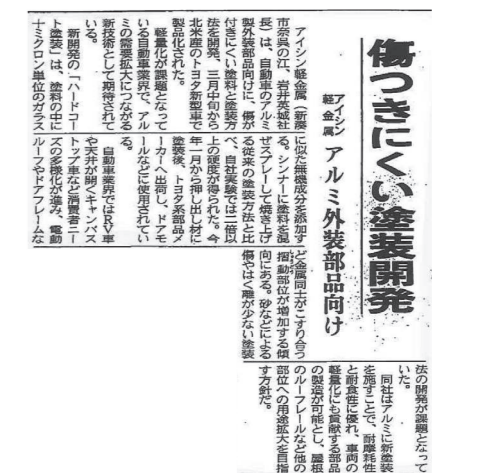 傷つきにくい塗装開発
アイシン
軽金属
アルミ外装部品向け
アイシン軽金属（新湊
市奈呉の江、岩井英城社
長）は、自動車のアルミ
製外装部品向けに、傷が
付きにくい塗料と塗装方
法を開発、三月中旬から
北米産のトヨタ新型車で
製品化された。
軽量化が課題となって
いる自動車業界で、アル
ミの需要拡大につながる
新技術として期待されて
いる。
新開発の「ハードコー
ト塗装」は、塗料の中に
十ミクロン単位のガラス
に似た無機成分を添加す
る。シンナーに塗料を混
ぜスプレーして焼き上げ
る従来の塗装方法と比
べ、自社実験では二倍以
上の硬度が得られた。今
年一月から押し出し材に
塗装後、トヨタ系部品メ
ーカーへ出荷し、ドアモ
ールなどに使用されてい
る。
自動車業界ではRV車
や天井が開くキャンバス
トップ車など消費者ニー
ズの多様化が進み、電動
ルーフやドアフレームな
ど金属同士がこすり合う
摺動部位が増加する傾
向にある。砂などによる
傷やはく離が少ない塗装
法の開発が課題となって
いた。
同社はアルミに新塗装
を施すことで、耐摩耗性
と耐食性に優れ、車両の
軽量化にも貢献する部品
の製造が可能とし、屋根
のルーフレールなど他の
部位への用途拡大を目指
す方針だ。